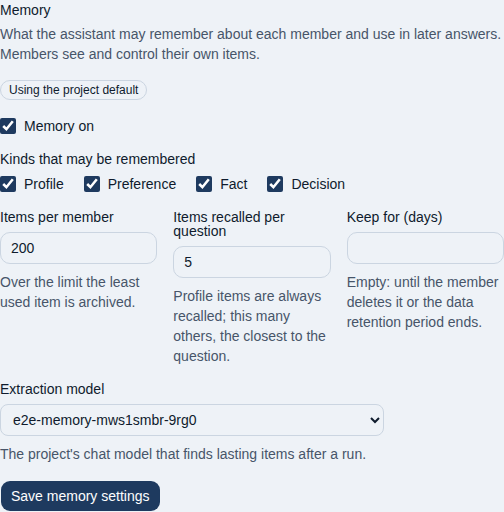 Memory
What the assistant may remember about each member and use in later answers.
Members see and control their own items.
Using the project default
Memory on
Kinds that may be remembered
Profile
Preference
Fact
Decision
Items per member
200
Over the limit the least
used item is archived.
Items recalled per
question
5
Profile items are always
recalled; this many
others, the closest to the
question.
Keep for (days)
Empty: until the member
deletes it or the data
retention period ends.
Extraction model
e2e-memory-mws1smbr-9rg0
The project's chat model that finds lasting items after a run.
Save memory settings